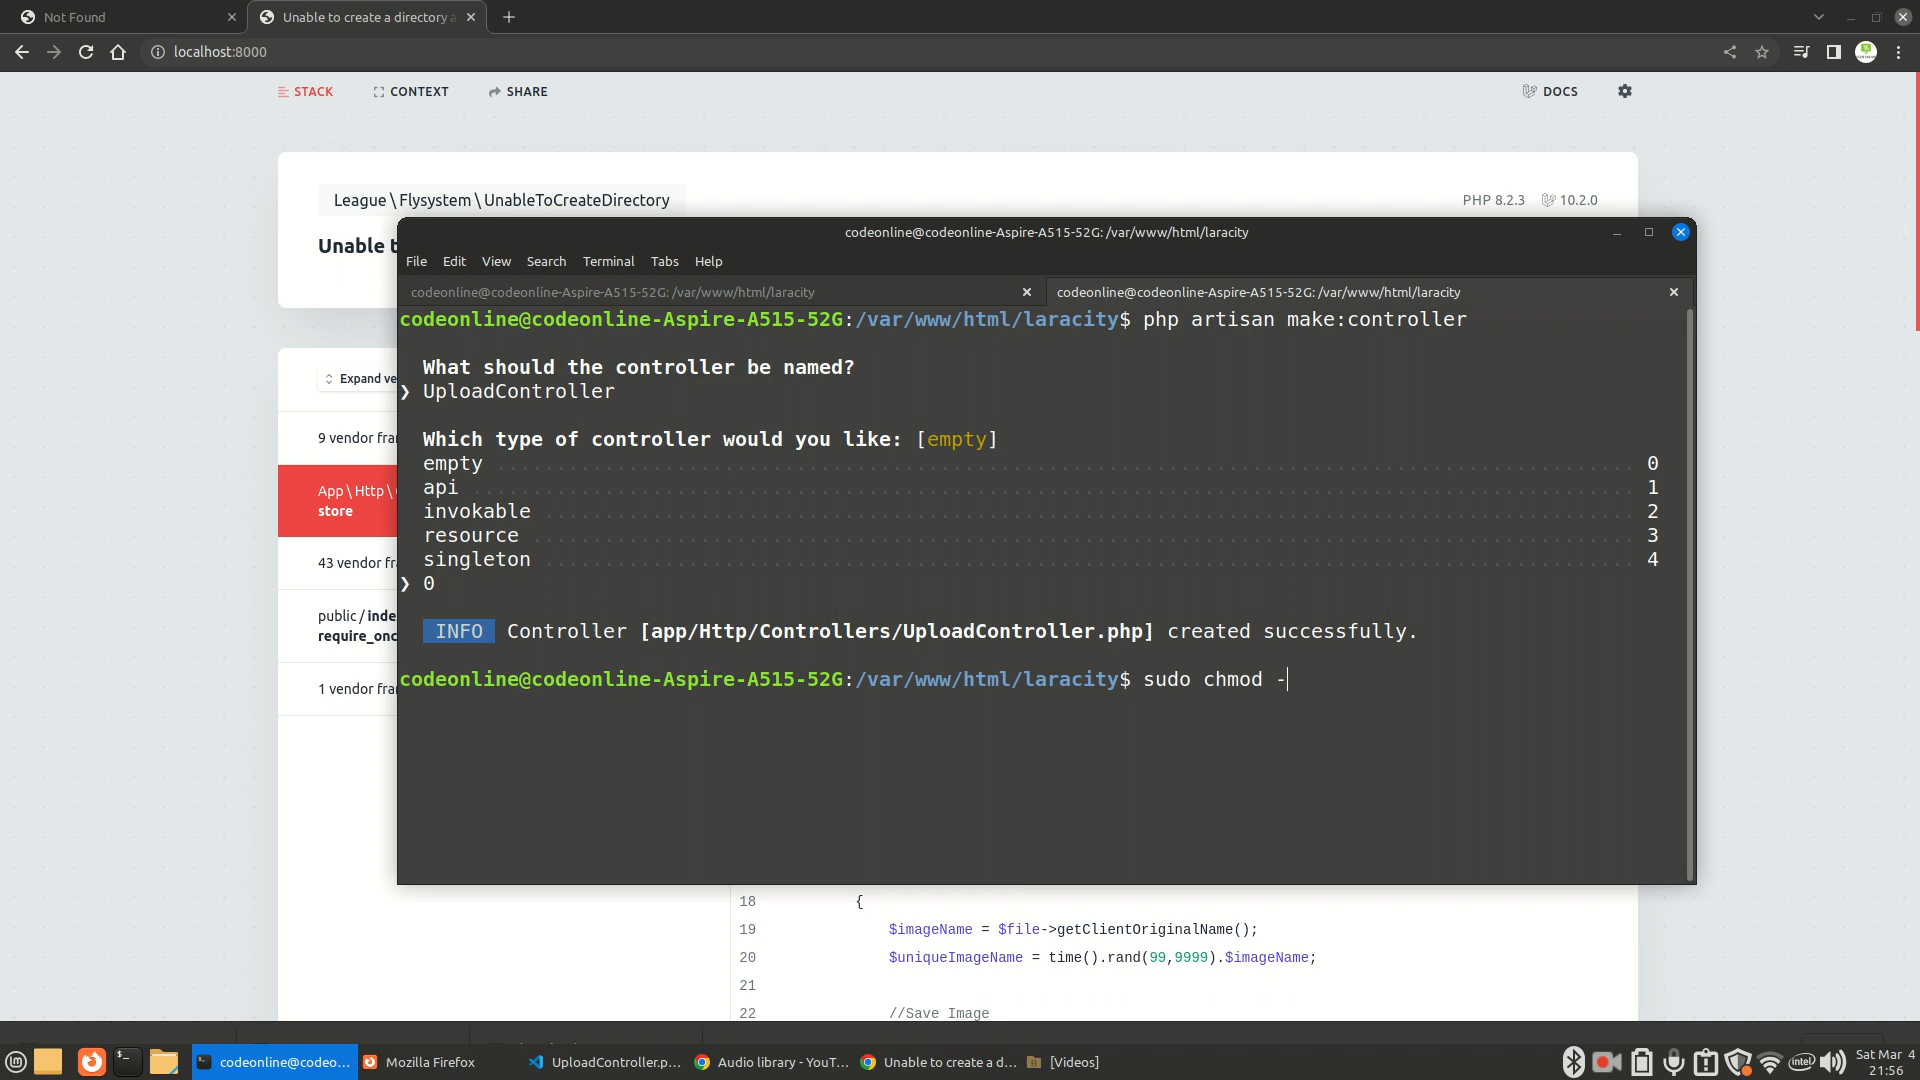 Not Found
Unable to create a directory a
localhost:8000
STACK
CONTEXT
SHARE
DOCS
League\Flysystem\UnableToCreateDirectory
PHP 8.2.3
10.2.0
Unable t
Expand ve
9 vendor fra
App\Http\
store
43 vendor fr
public/inde
require_onc
1 vendor fra
codeonline@codeonline-Aspire-A515-52G: /var/www/html/laracity
File Edit View Search Terminal Tabs Help
codeonline@codeonline-Aspire-A515-52G: /var/www/html/laracity
codeonline@codeonline-Aspire-A515-52G: /var/www/html/laracity
codeonline@codeonline-Aspire-A515-52G:/var/www/html/laracity$ php artisan make:controller
What should the controller be named?
❯ UploadController
Which type of controller would you like: [empty]
empty 0
api 1
invokable 2
resource 3
singleton 4
❯ 0
INFO Controller [app/Http/Controllers/UploadController.php] created successfully.
codeonline@codeonline-Aspire-A515-52G:/var/www/html/laracity$ sudo chmod -
18 {
19 $imageName = $file->getClientOriginalName();
20 $uniqueImageName = time().rand(99,9999).$imageName;
21
22 //Save Image
codeonline@codeo...
Mozilla Firefox
UploadController.p...
Audio library - YouT...
Unable to create a d...
[Videos]
intel
Sat Mar 4
21:56